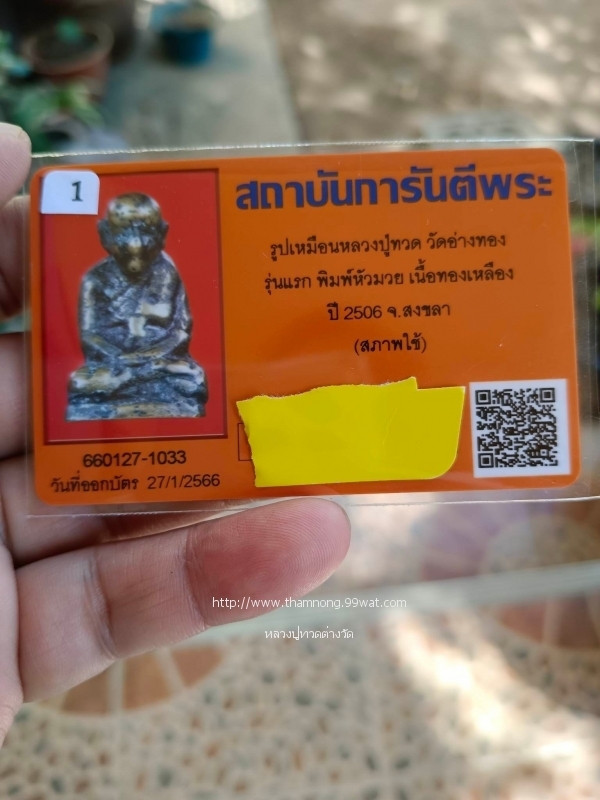 1
สถาบันการันตีพระ
รูปเหมือนหลวงปู่ทวด วัดอ่างทอง
รุ่นแรก พิมพ์หัวมวย เนื้อทองเหลือง
ปี 2506 จ.สงขลา
(สภาพใช้)
660127-1033
วันที่ออกบัตร 27/1/2566
http://www.thamnong.99wat.com
หลวงปู่ทวดต่างวัด